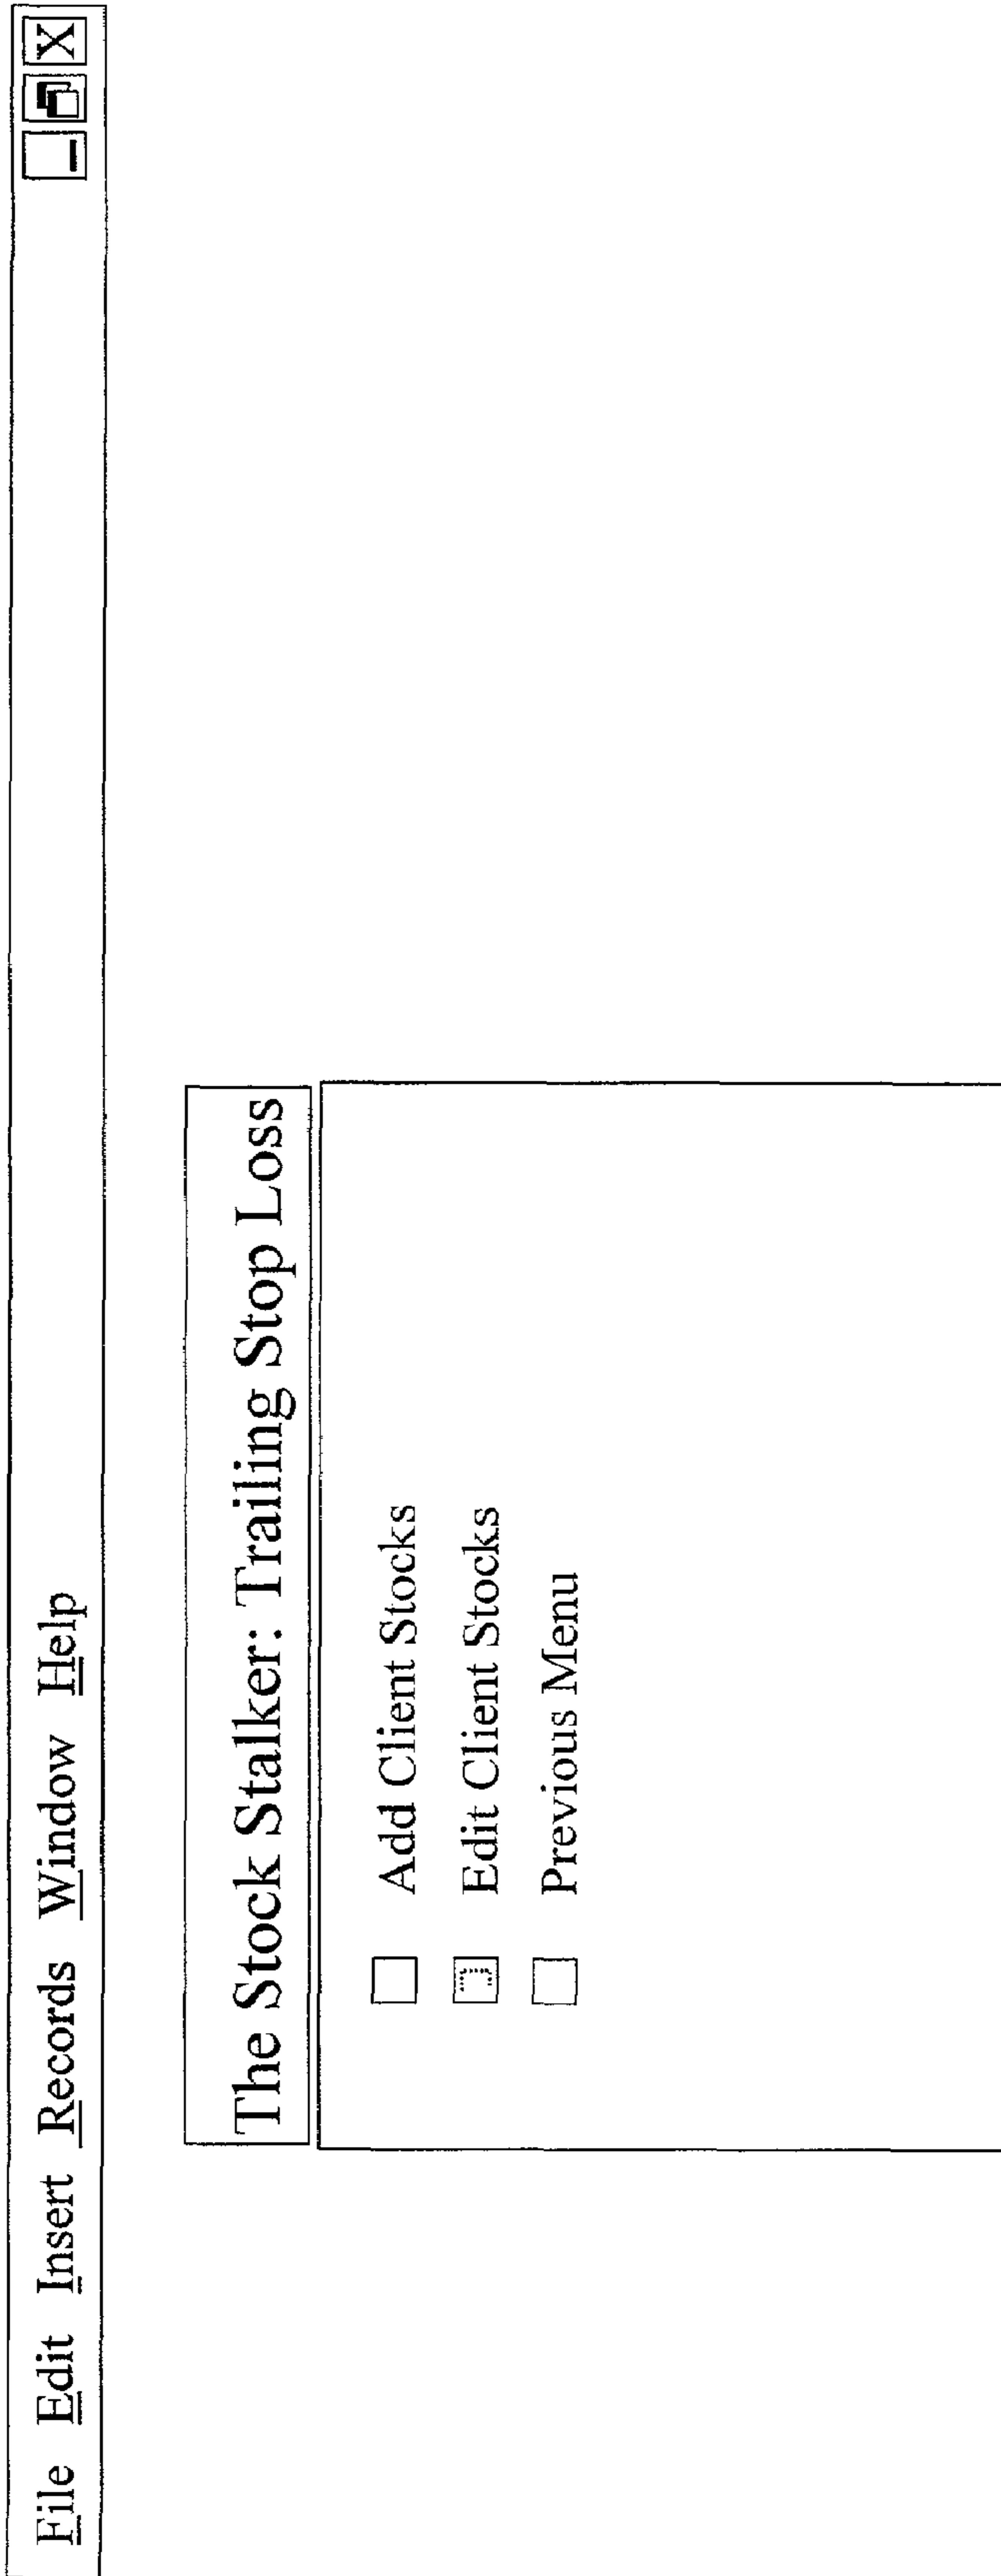 File Edit Insert Records Window Help
The Stock Stalker: Trailing Stop Loss
Add Client Stocks
Edit Client Stocks
Previous Menu